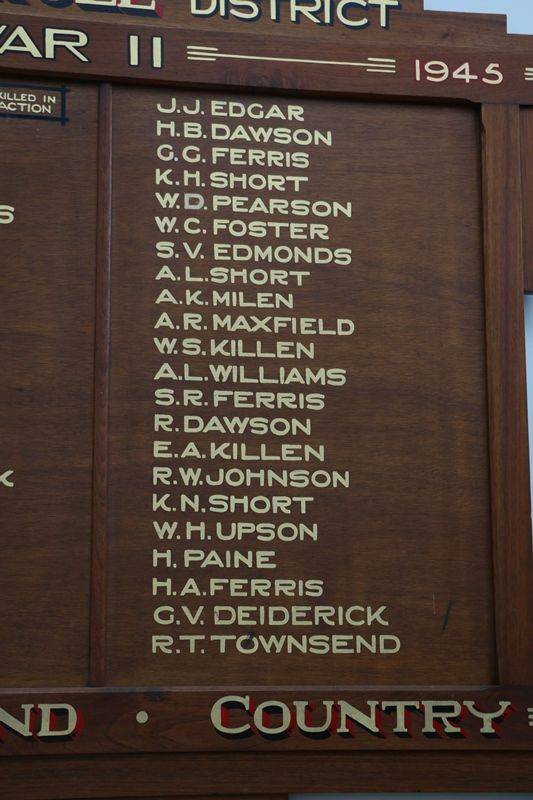 DISTRICT
WAR II 1945
KILLED IN
ACTION
J.J. EDGAR
H.B. DAWSON
G.G. FERRIS
K.H. SHORT
W.D. PEARSON
W.C. FOSTER
S.V. EDMONDS
A.L. SHORT
A.K. MILEN
A.R. MAXFIELD
W.S. KILLEN
A.L. WILLIAMS
S.R. FERRIS
R. DAWSON
E.A. KILLEN
R.W. JOHNSON
K.N. SHORT
W.H. UPSON
H. PAINE
H.A. FERRIS
G.V. DEIDERICK
R.T. TOWNSEND
ND • COUNTRY